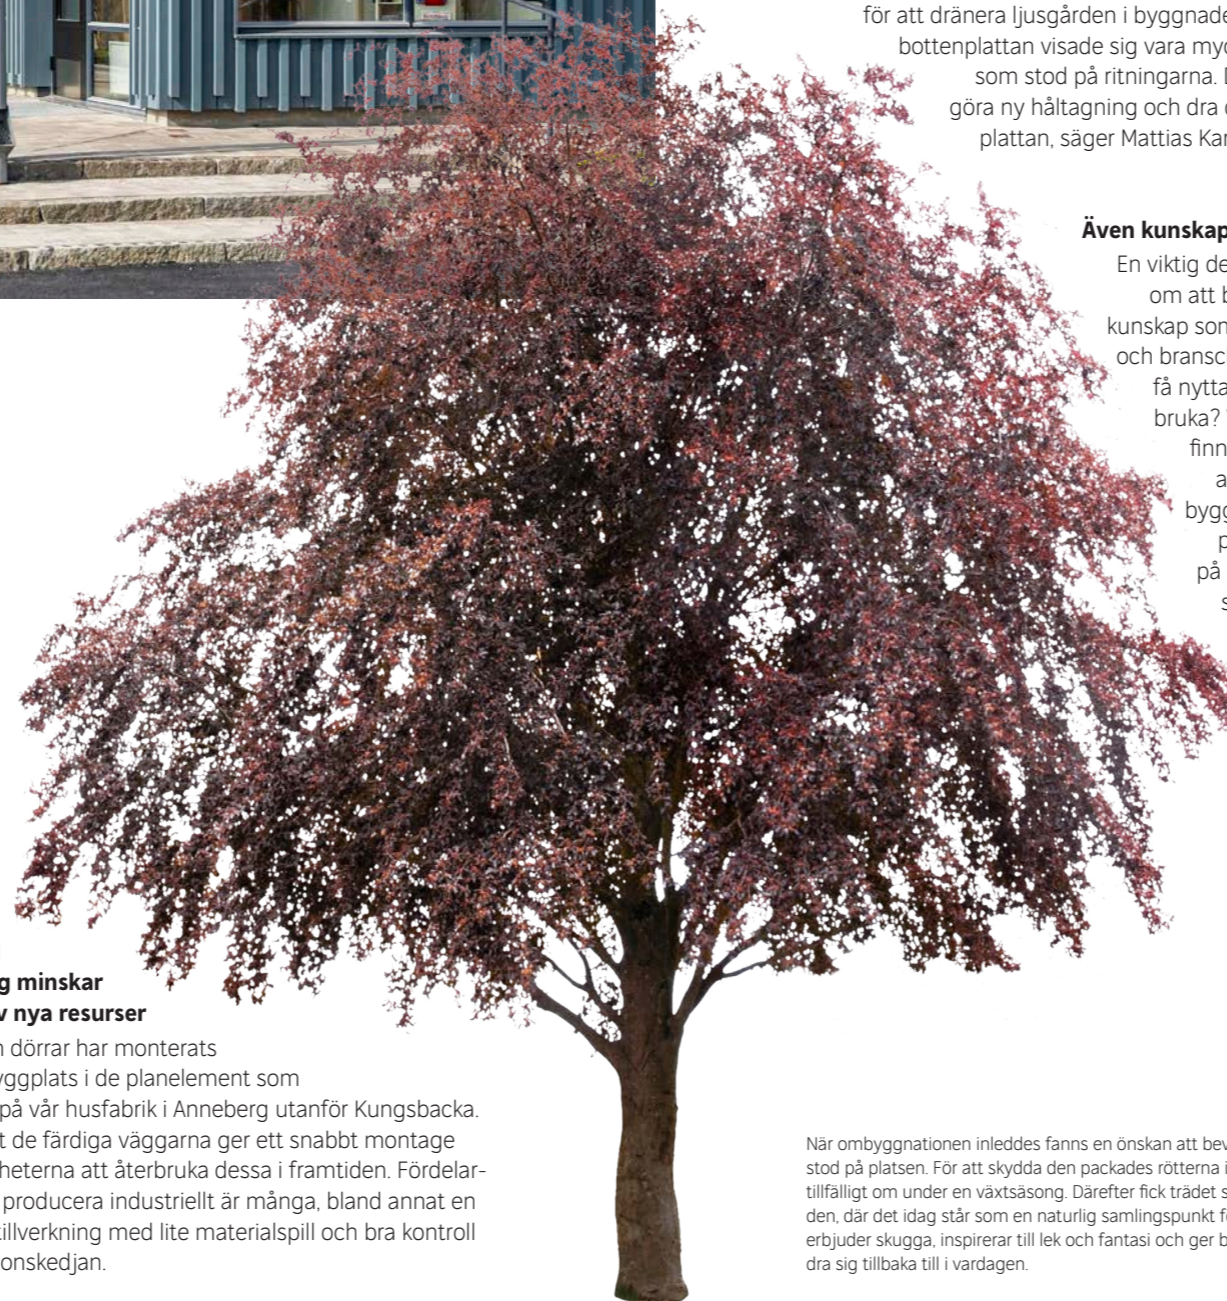 för att dränera ljusgården i byggnade
bottenplattan visade sig vara myc
som stod på ritningarna. D
göra ny håltagning och dra
plattan, säger Mattias Kar
Även kunskap
En viktig de
om att b
kunskap som
och bransc
få nytta
bruka?
finn
a
bygg
p
på
s
g minskar
v nya resurser
n dörrar har monterats
yggplats i de planelement som
på vår husfabrik i Anneberg utanför Kungsbacka.
t de färdiga väggarna ger ett snabbt montage
heterna att återbruka dessa i framtiden. Fördelar-
producera industriellt är många, bland annat en
tillverkning med lite materialspill och bra kontroll
onskedjan.
När ombyggnationen inleddes fanns en önskan att bev
stod på platsen. För att skydda den packades rötterna i
tillfälligt om under en växtsäsong. Därefter fick trädet s
den, där det idag står som en naturlig samlingspunkt f
erbjuder skugga, inspirerar till lek och fantasi och ger b
dra sig tillbaka till i vardagen.